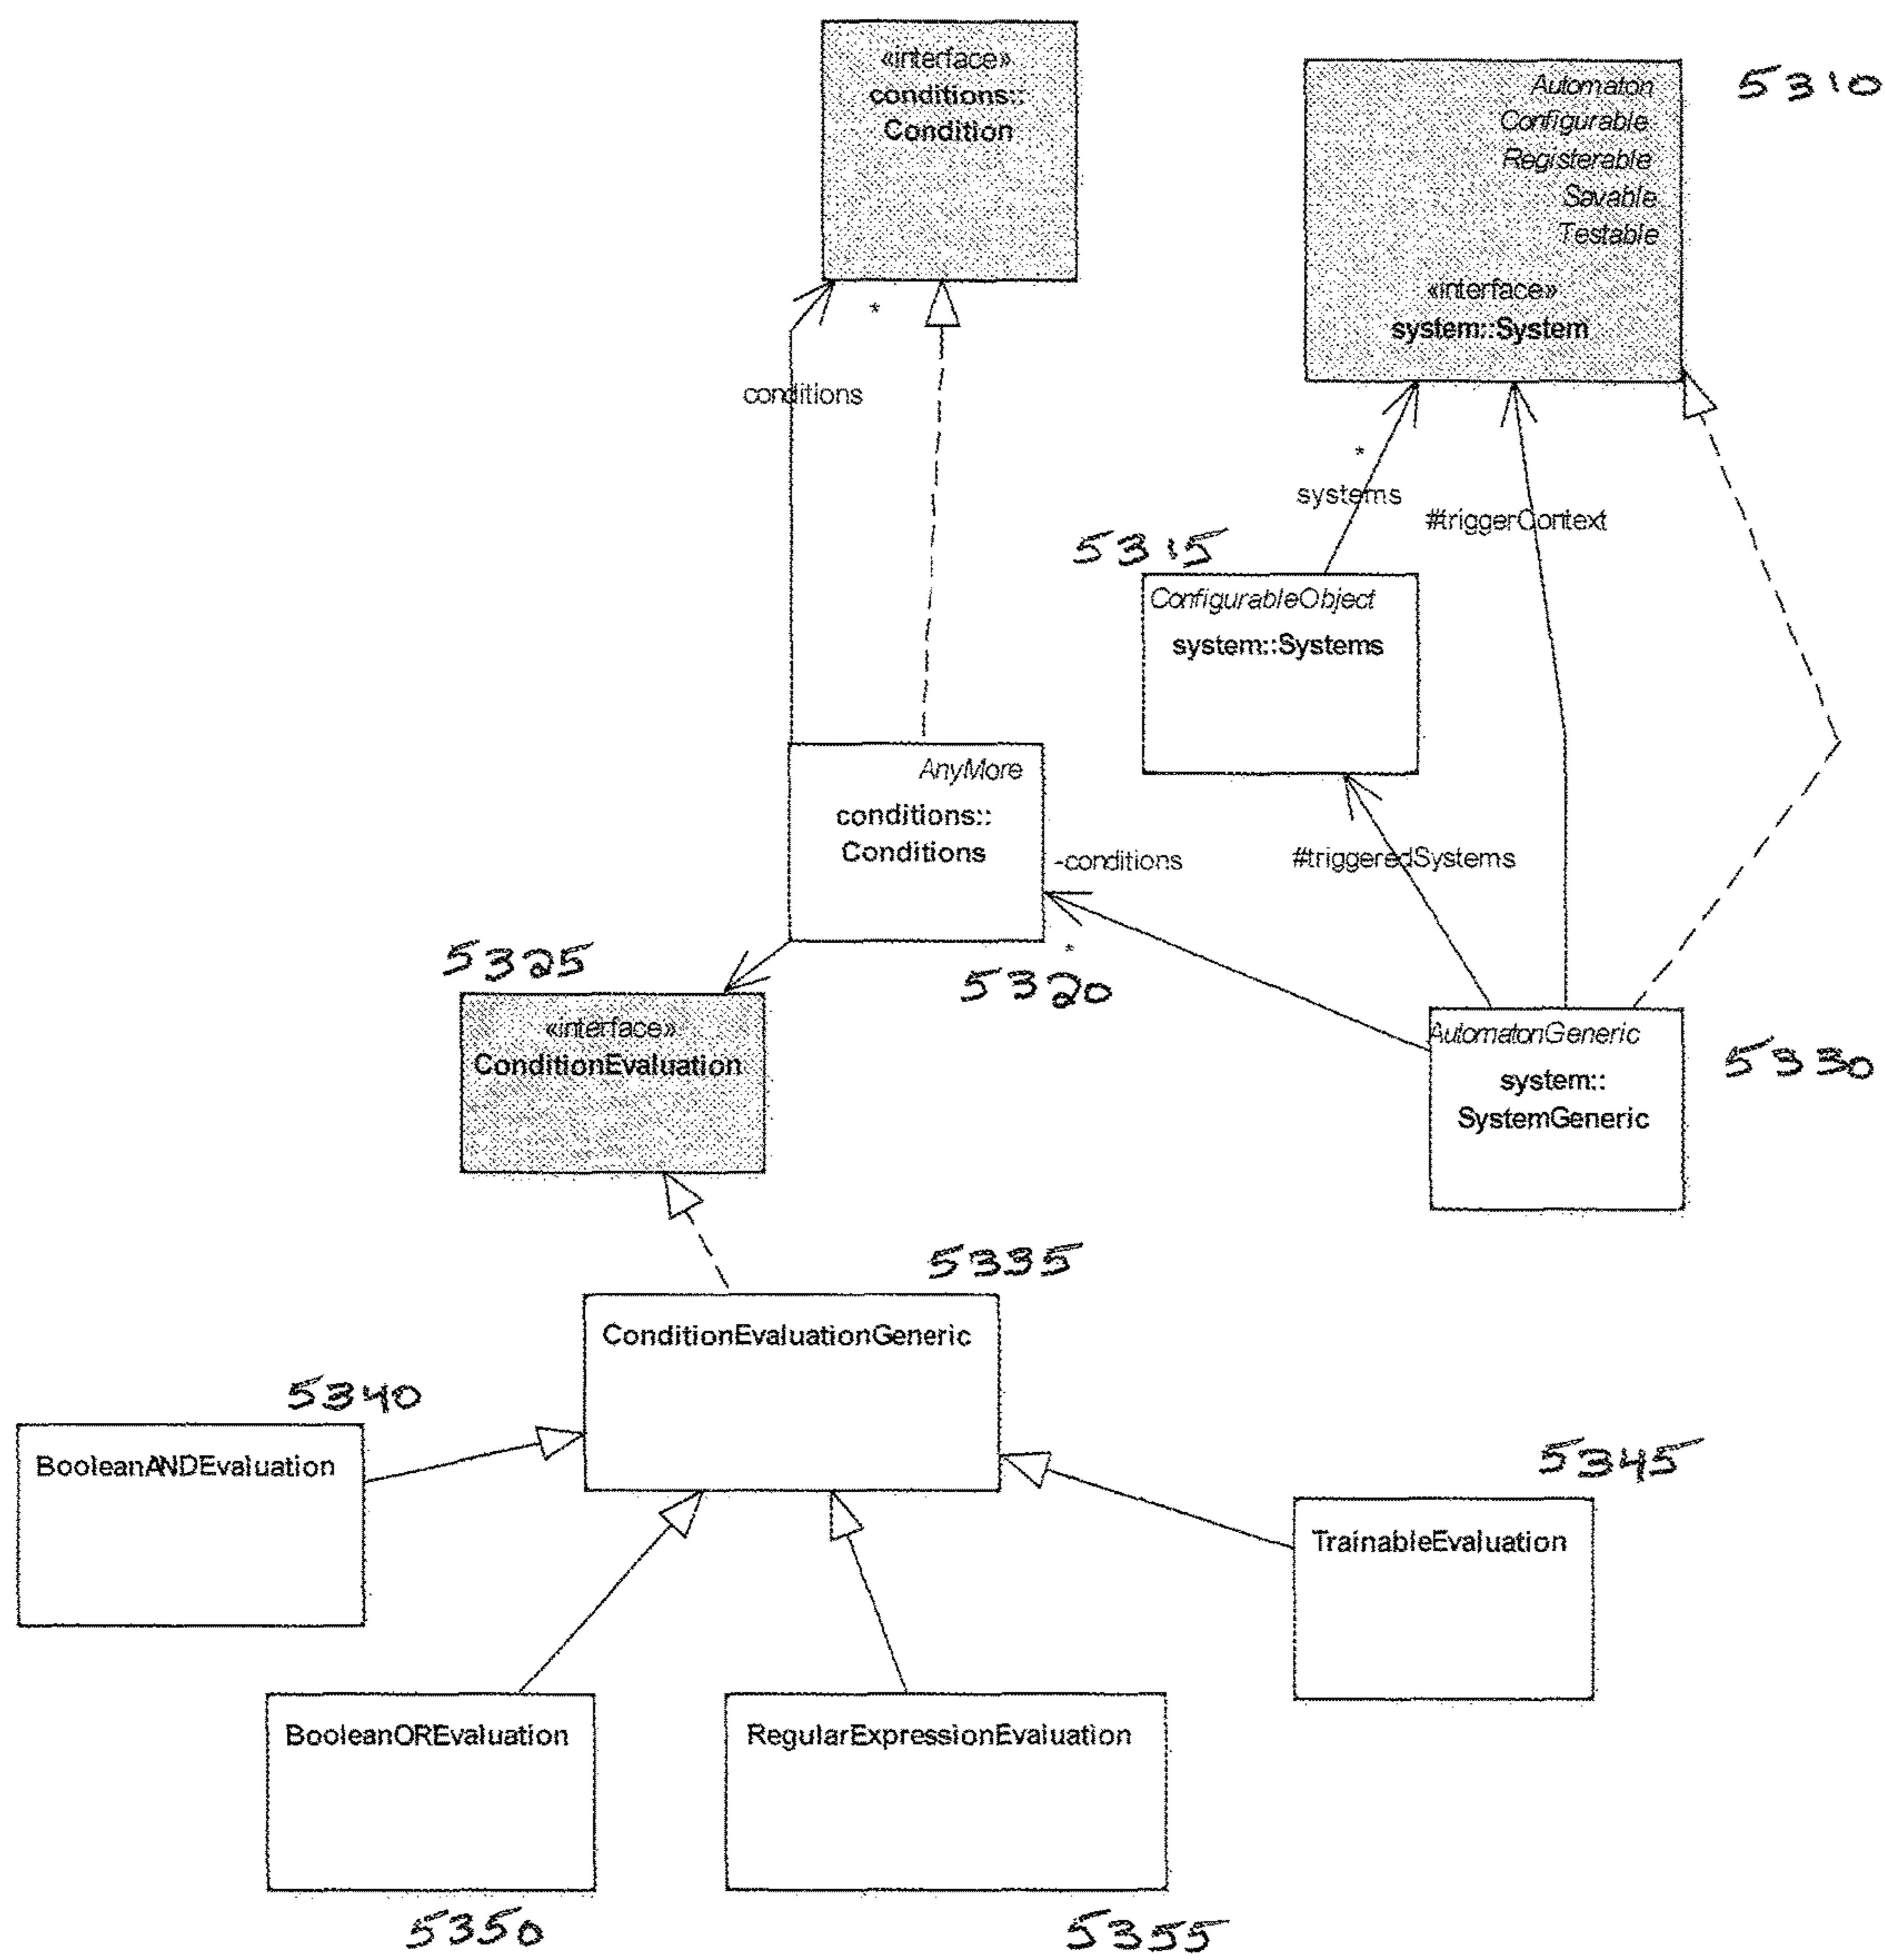 «interface»
conditions::
Condition
5310
Automaton
Configurable
Registerable
Savable
Testable
«interface»
system::System
*
conditions
*
systems
#triggerContext
5315
ConfigurableObject
system::Systems
AnyMore
conditions::
Conditions
-conditions
#triggeredSystems
*
5325
5320
«interface»
ConditionEvaluation
AutomatonGeneric
system::
SystemGeneric
5330
5335
ConditionEvaluationGeneric
5340
BooleanANDEvaluation
5345
TrainableEvaluation
BooleanOREvaluation
RegularExpressionEvaluation
5350
5355